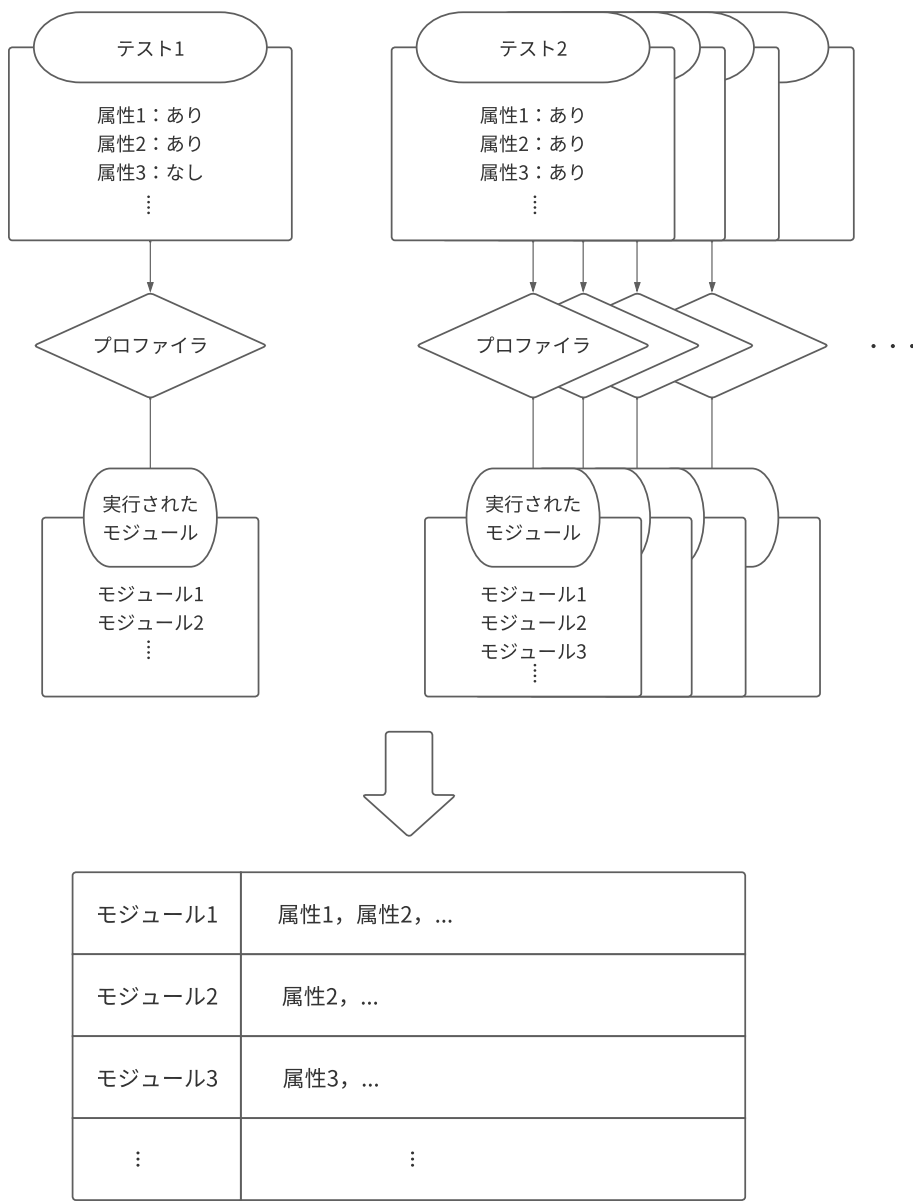 テスト1
属性1：あり
属性2：あり
属性3：なし
⋮
プロファイラ
実行された
モジュール
モジュール1
モジュール2
⋮
テスト2
属性1：あり
属性2：あり
属性3：あり
⋮
プロファイラ
・・・
実行された
モジュール
モジュール1
モジュール2
モジュール3
⋮
モジュール1
属性1，属性2，...
モジュール2
属性2，...
モジュール3
属性3，...
⋮
⋮